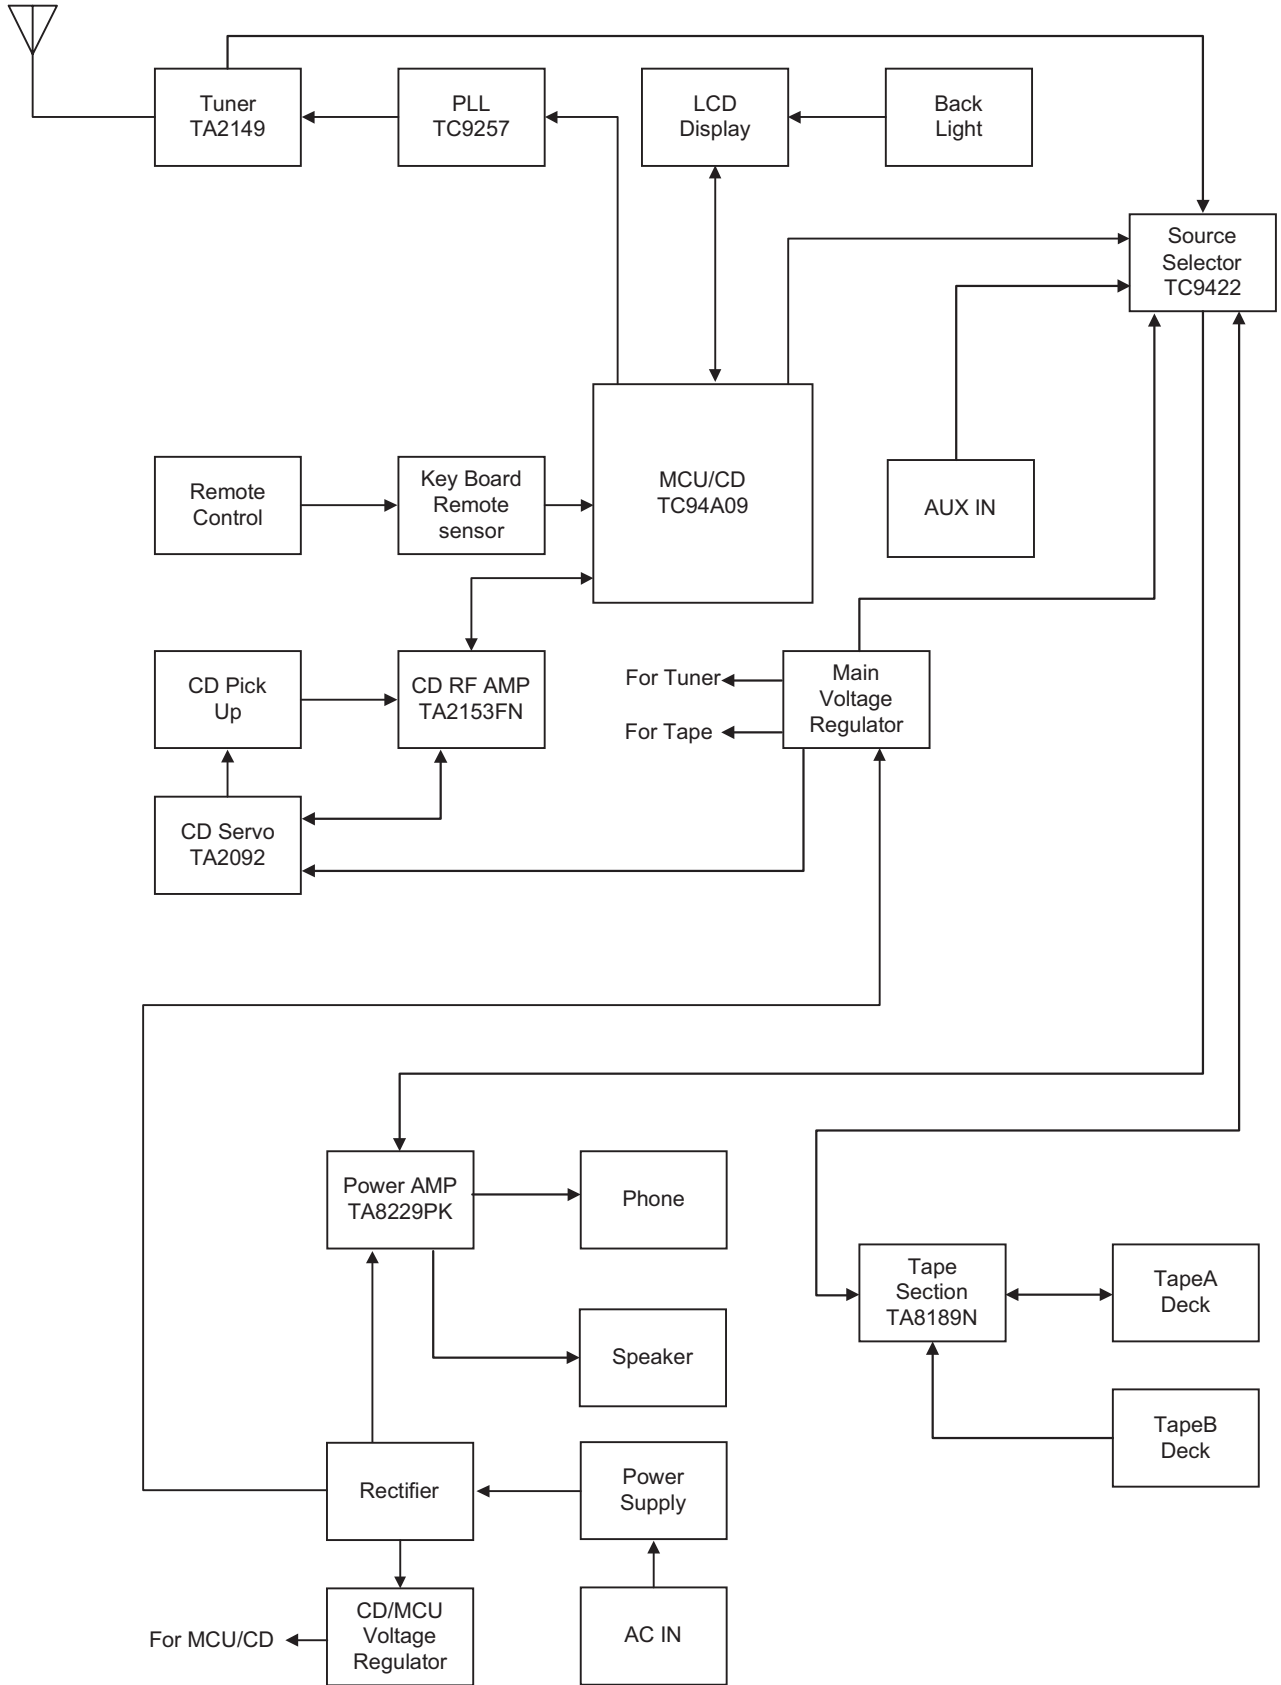 Tuner
TA2149
PLL
TC9257
LCD
Display
Back
Light
Source
Selector
TC9422
Remote
Control
Key Board
Remote
sensor
MCU/CD
TC94A09
AUX IN
CD Pick
Up
CD RF AMP
TA2153FN
For Tuner
For Tape
Main
Voltage
Regulator
CD Servo
TA2092
Power AMP
TA8229PK
Phone
Speaker
Tape
Section
TA8189N
TapeA
Deck
TapeB
Deck
Rectifier
Power
Supply
For MCU/CD
CD/MCU
Voltage
Regulator
AC IN